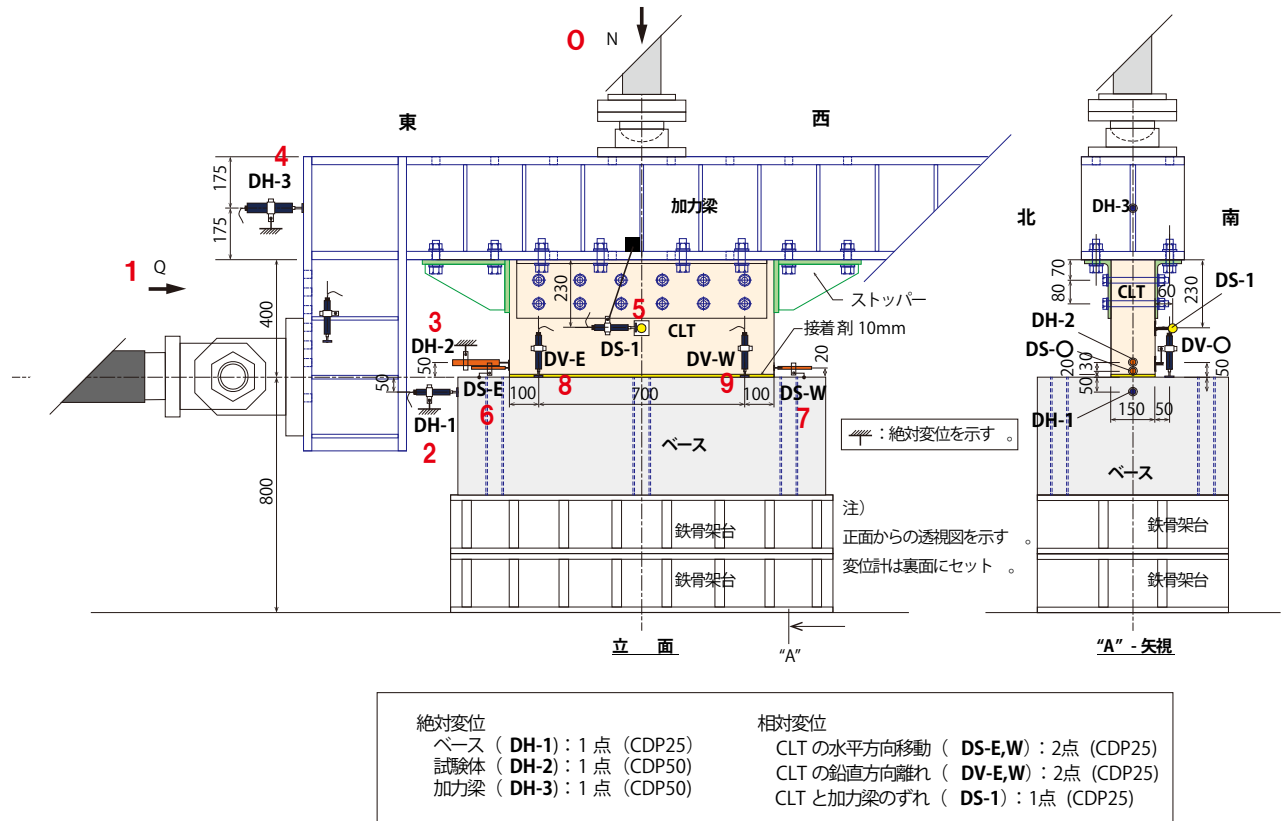 O N
東
西
4
DH-3
175
175
加力梁
1 Q
400
230
ストッパー
5
CLT
接着剤 10mm
3
DH-2
50
DV-E
DS-1
DV-W
20
50
DS-E
8
9
DS-W
100
700
100
DH-1
6
7
2
ベース
800
鉄骨架台
鉄骨架台
立 面
"A"
：絶対変位を示す 。
注）
正面からの透視図を示す 。
変位計は裏面にセット 。
北
DH-3
南
70
80
CLT
60
230
DS-1
DH-2
DS-〇
DV-〇
20
30
50
50
DH-1
150
50
ベース
鉄骨架台
鉄骨架台
"A" - 矢視
絶対変位
ベース（ DH-1）：1 点（CDP25）
試験体（ DH-2）：1 点（CDP50）
加力梁（ DH-3）：1 点（CDP50）
相対変位
CLT の水平方向移動（ DS-E,W）：2点 (CDP25)
CLT の鉛直方向離れ（ DV-E,W）：2点 (CDP25)
CLT と加力梁のずれ（ DS-1）：1点 (CDP25)